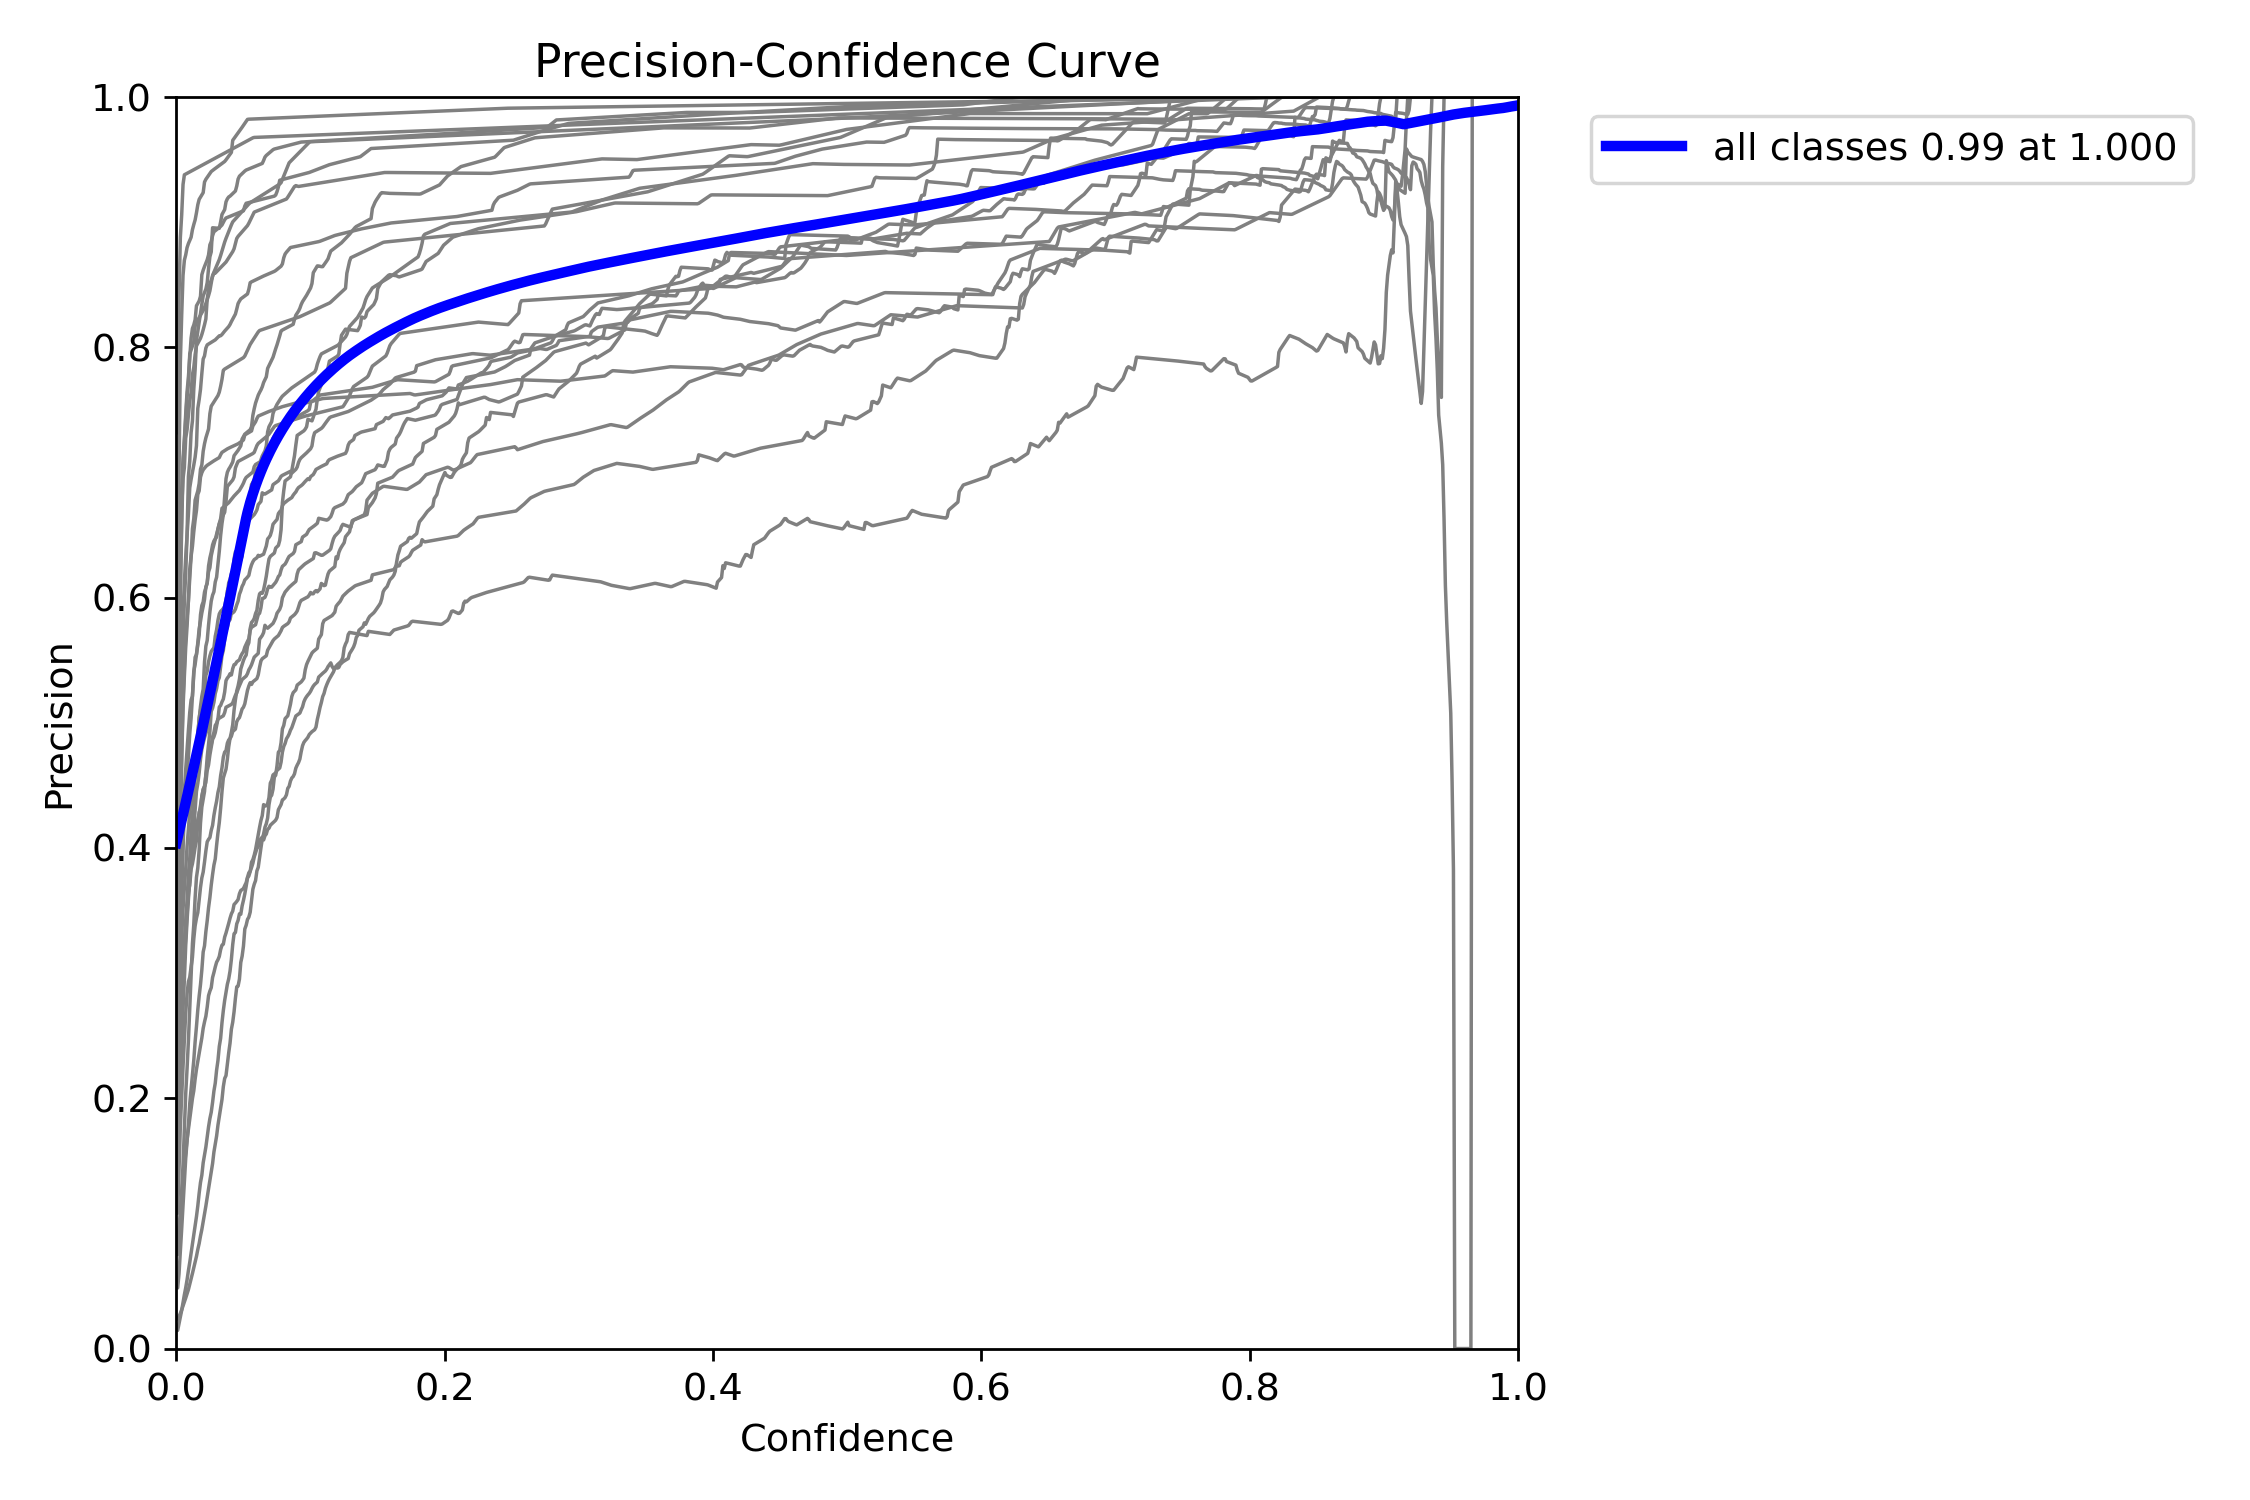 Precision-Confidence Curve
1.0
0.8
0.6
0.4
0.2
0.0
Precision
0.0 0.2 0.4 0.6 0.8 1.0
Confidence
all classes 0.99 at 1.000